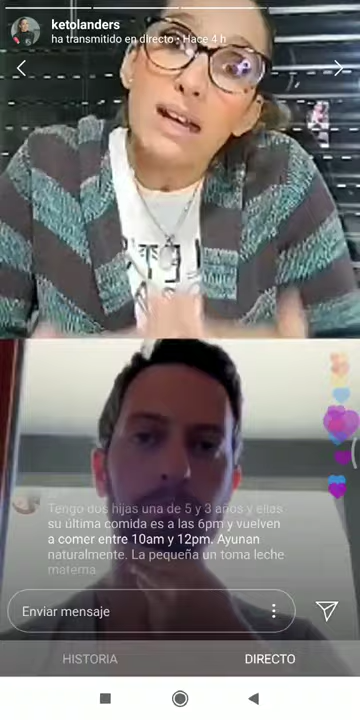 ketolanders
ha transmitido en directo • Hace 4 h
Tengo dos hijas una de 5 y 3 años y ellas
su última comida es a las 6pm y vuelven
a comer entre 10am y 12pm. Ayunan
naturalmente. La pequeña un toma leche
materna
Enviar mensaje
HISTORIA
DIRECTO